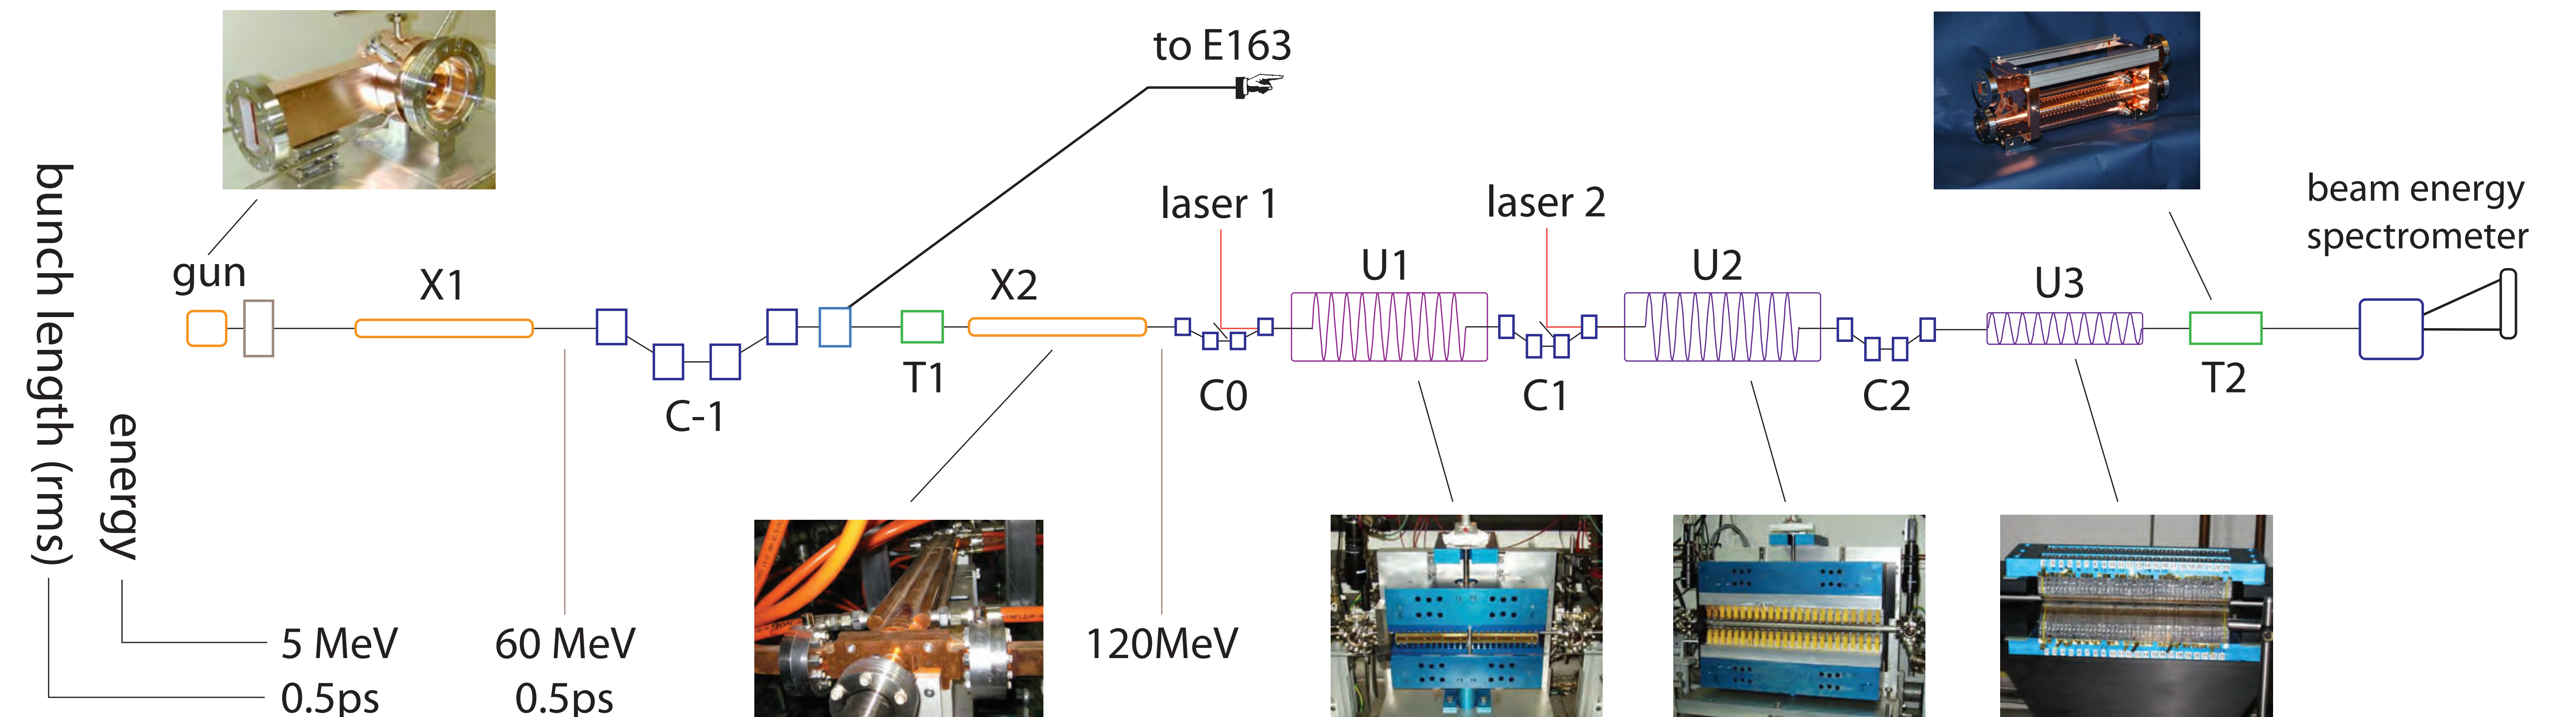 to E163
laser 1
laser 2
beam energy
spectrometer
gun
X1
X2
U1
U2
U3
T1
T2
C-1
C0
C1
C2
bunch length (rms)
energy
5 MeV
60 MeV
120MeV
0.5ps
0.5ps